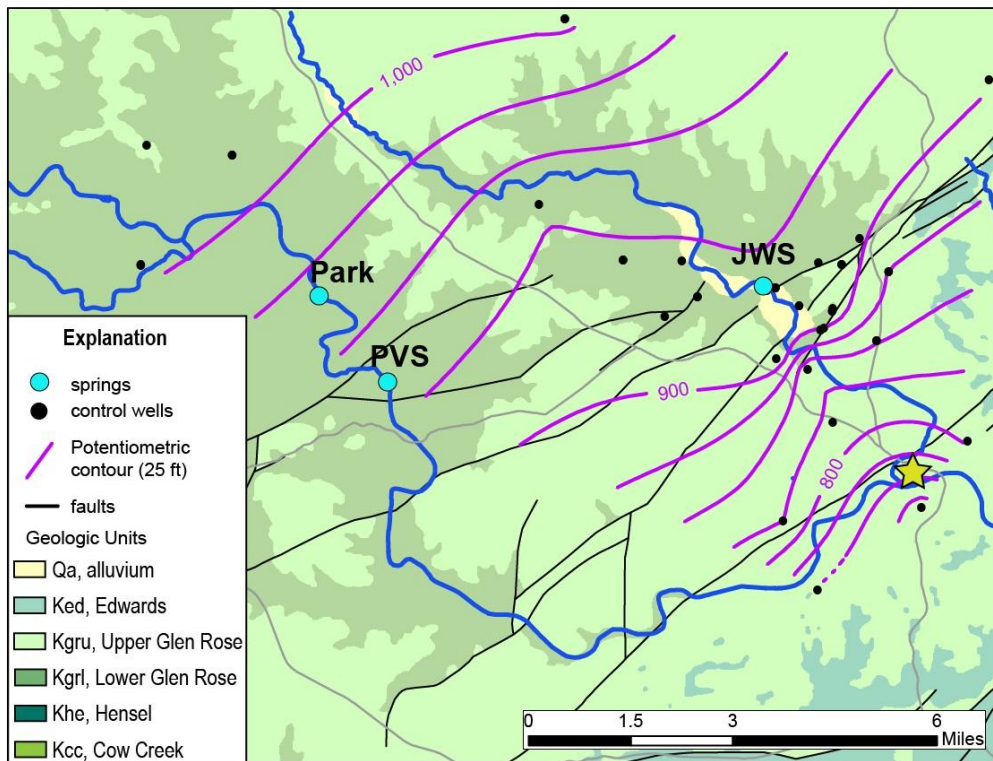 1,000
JWS
Park
PVS
900
800
Explanation
springs
control wells
Potentiometric
contour (25 ft)
faults
Geologic Units
Qa, alluvium
Ked, Edwards
Kgru, Upper Glen Rose
Kgrl, Lower Glen Rose
Khe, Hensel
Kcc, Cow Creek
0 1.5 3 6
Miles